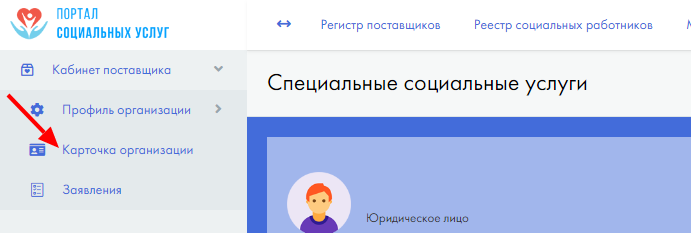 ПОРТАЛ
СОЦИАЛЬНЫХ УСЛУГ
Регистр поставщиков
Реестр социальных работников
Кабинет поставщика
Специальные социальные услуги
Профиль организации
Карточка организации
Заявления
Юридическое лицо